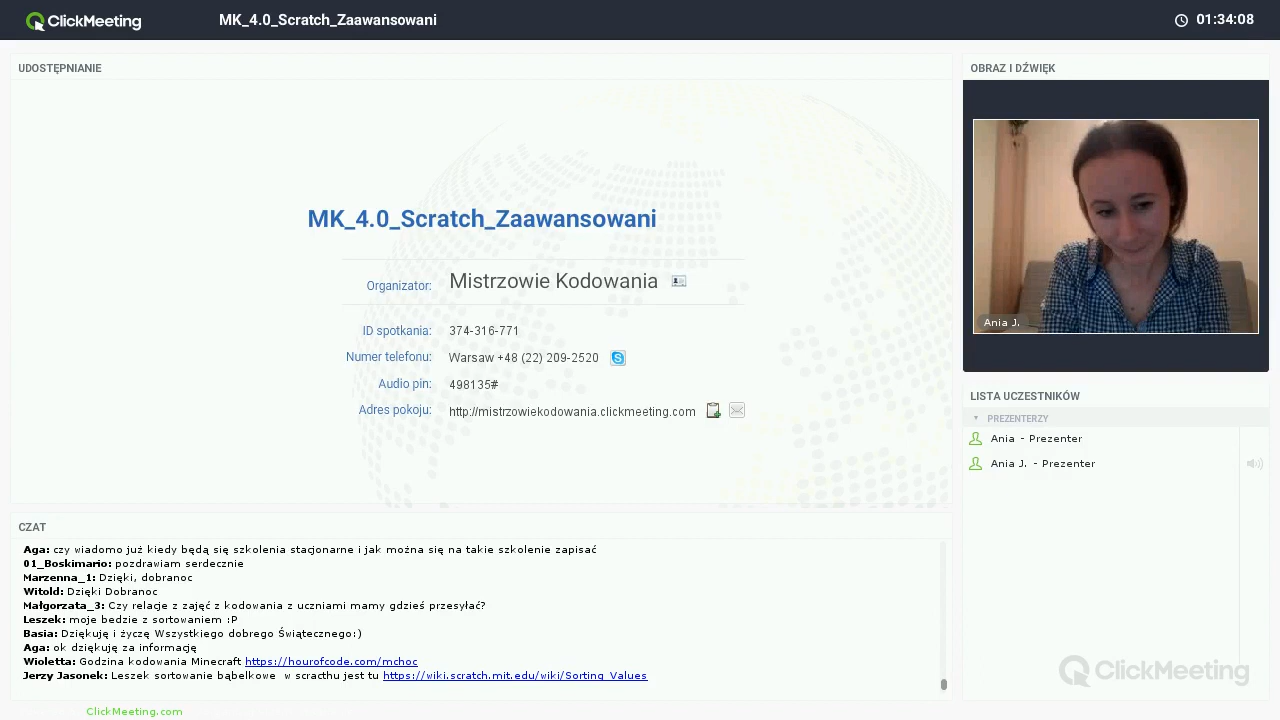 ClickMeeting
MK_4.0_Scratch_Zaawansowani
01:34:08
UDOSTĘPNIANIE
MK_4.0_Scratch_Zaawansowani
Organizator: Mistrzowie Kodowania
ID spotkania: 374-316-771
Numer telefonu: Warsaw +48 (22) 209-2520
Audio pin: 498135#
Adres pokoju: http://mistrzowiekodowania.clickmeeting.com
OBRAZ I DŹWIĘK
Ania J.
LISTA UCZESTNIKÓW
PREZENTERZY
Ania - Prezenter
Ania J. - Prezenter
CZAT
Aga: czy wiadomo już kiedy będą się szkolenia stacjonarne i jak można się na takie szkolenie zapisać
01_Boskimario: pozdrawiam serdecznie
Marzenna_1: Dzięki, dobranoc
Witold: Dzięki Dobranoc
Małgorzata_3: Czy relacje z zajęć z kodowania z uczniami mamy gdzieś przesyłać?
Leszek: moje bedzie z sortowaniem :P
Basia: Dziękuję i życzę Wszystkiego dobrego Świątecznego:)
Aga: ok dziękuję za informację
Wioletta: Godzina kodowania Minecraft https://hourofcode.com/mchoc
Jerzy Jasonek: Leszek sortowanie bąbelkowe w scracthu jest tu https://wiki.scratch.mit.edu/wiki/Sorting_Values
ClickMeeting
ClickMeeting.com